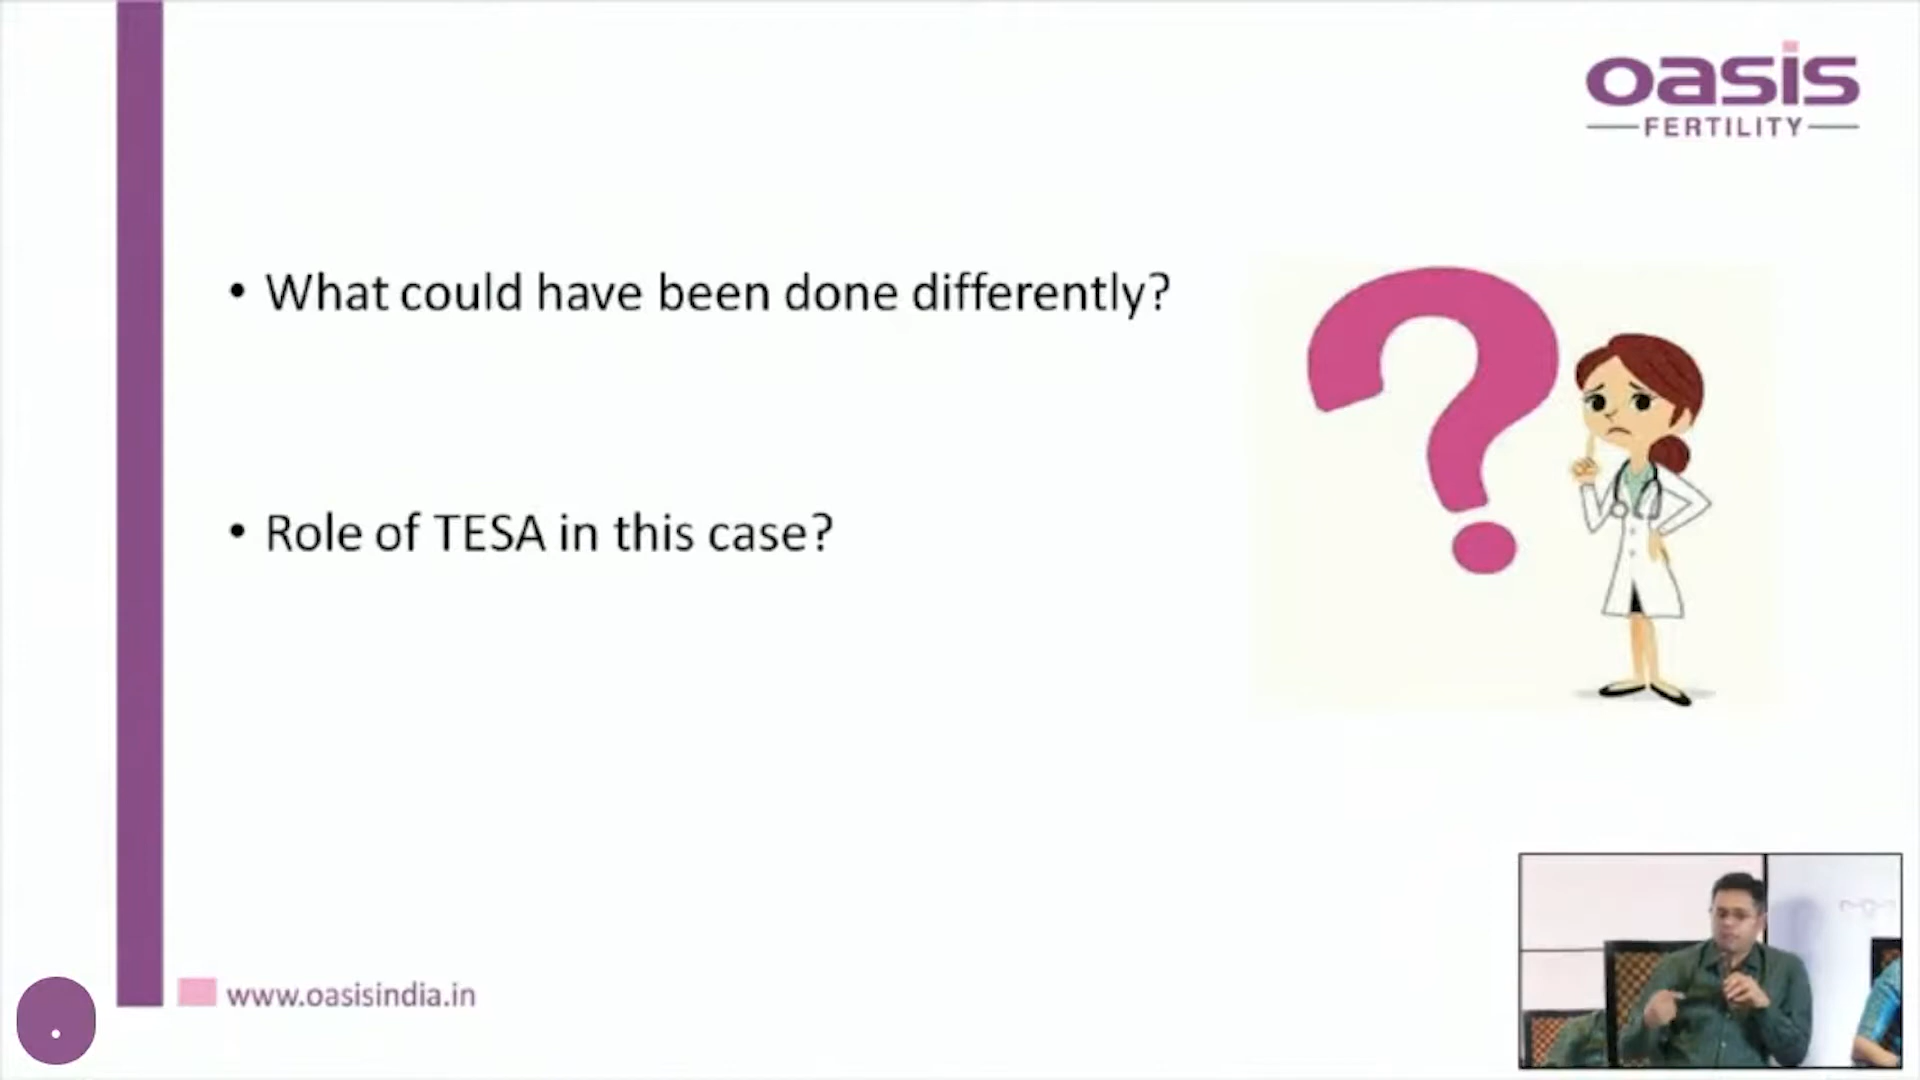 oasis
FERTILITY
• What could have been done differently?
• Role of TESA in this case?
www.oasisindia.in